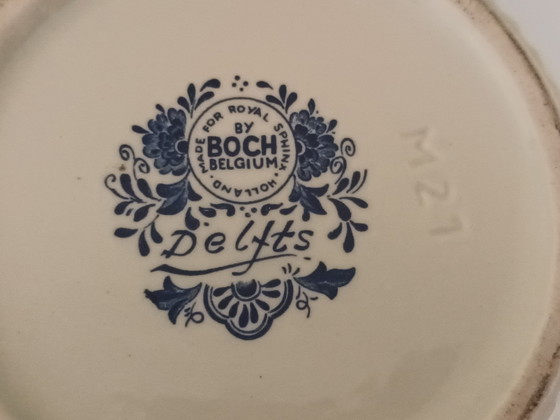 MADE FOR ROYAL SPHINX · HOLLAND ·
BY
BOCH
BELGIUM
Delfts
M21